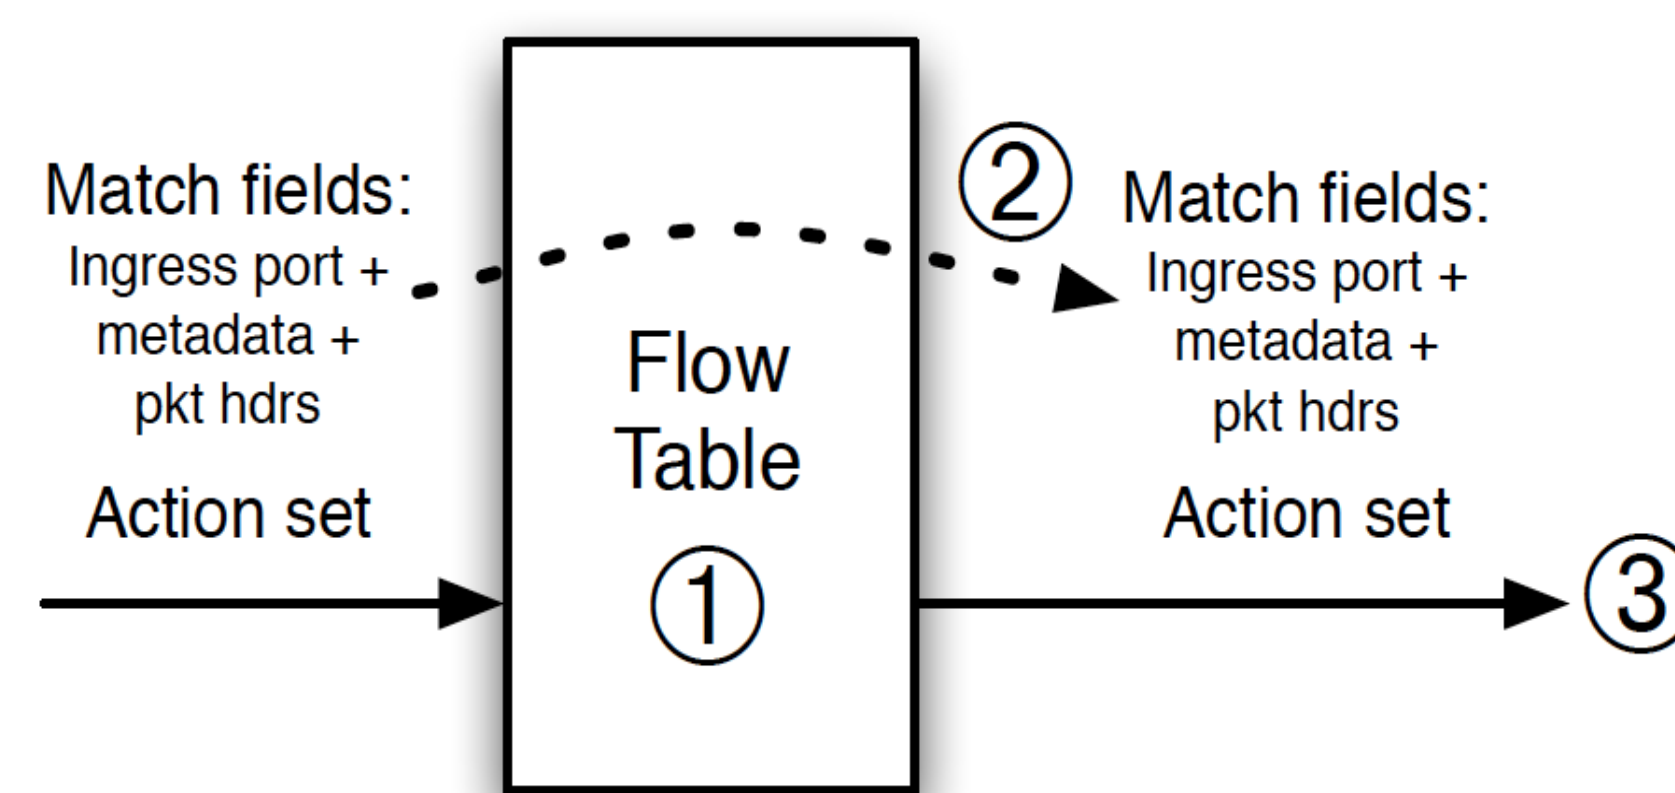 Match fields:
Ingress port +
metadata +
pkt hdrs
Action set
Flow
Table
①
②
Match fields:
Ingress port +
metadata +
pkt hdrs
Action set
③